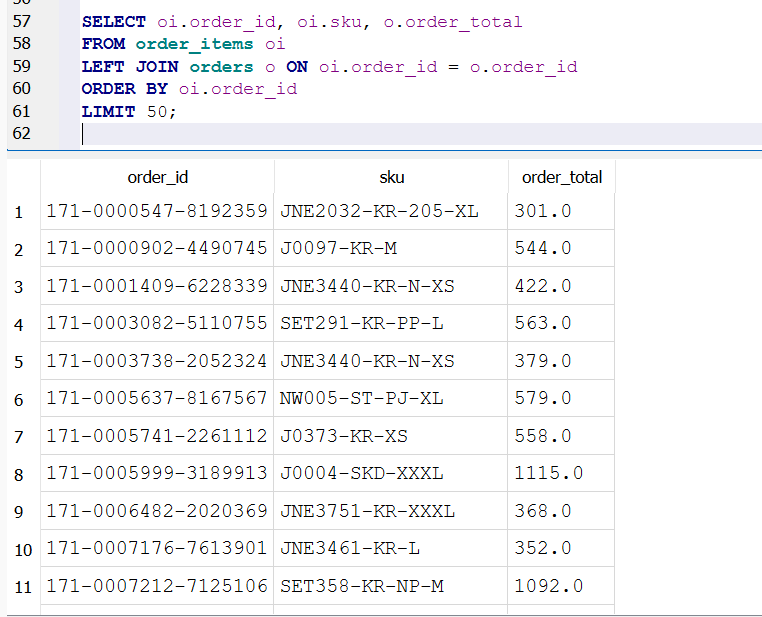 57 SELECT oi.order_id, oi.sku, o.order_total
58 FROM order_items oi
59 LEFT JOIN orders o ON oi.order_id = o.order_id
60 ORDER BY oi.order_id
61 LIMIT 50;
62
order_id sku order_total
1 171-0000547-8192359 JNE2032-KR-205-XL 301.0
2 171-0000902-4490745 J0097-KR-M 544.0
3 171-0001409-6228339 JNE3440-KR-N-XS 422.0
4 171-0003082-5110755 SET291-KR-PP-L 563.0
5 171-0003738-2052324 JNE3440-KR-N-XS 379.0
6 171-0005637-8167567 NW005-ST-PJ-XL 579.0
7 171-0005741-2261112 J0373-KR-XS 558.0
8 171-0005999-3189913 J0004-SKD-XXXL 1115.0
9 171-0006482-2020369 JNE3751-KR-XXXL 368.0
10 171-0007176-7613901 JNE3461-KR-L 352.0
11 171-0007212-7125106 SET358-KR-NP-M 1092.0